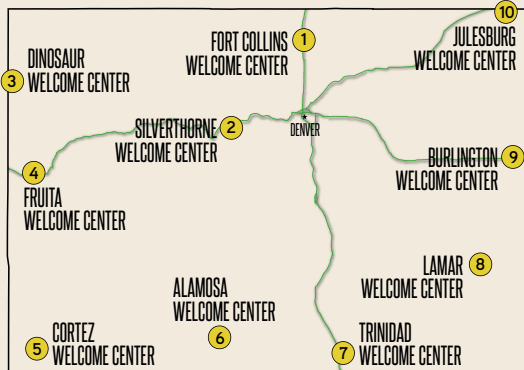 10
JULESBURG
WELCOME CENTER
1
FORT COLLINS
WELCOME CENTER
3
DINOSAUR
WELCOME CENTER
SILVERTHORNE
WELCOME CENTER
2
DENVER
4
FRUITA
WELCOME CENTER
BURLINGTON
WELCOME CENTER
9
LAMAR
WELCOME CENTER
8
ALAMOSA
WELCOME CENTER
6
5
CORTEZ
WELCOME CENTER
7
TRINIDAD
WELCOME CENTER